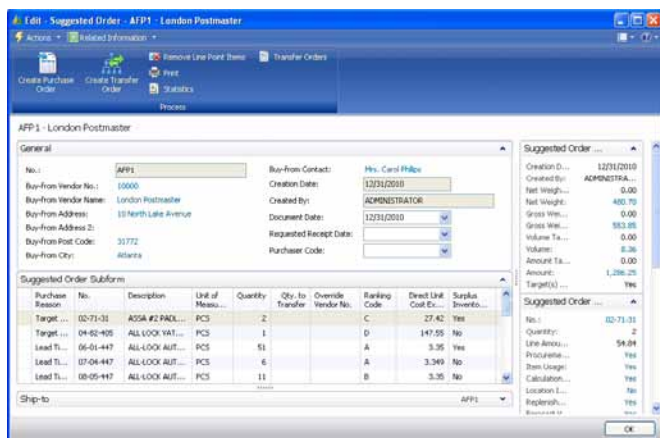 Edit - Suggested Order - AFP1 - London Postmaster
Actions Related Information
Create Purchase Order
Create Transfer Order
Remove Line Point Items
Print
Statistics
Transfer Orders
Process
AFP1 - London Postmaster
General
No.: AFP1
Buy-from Vendor No.: 10000
Buy-from Vendor Name: London Postmaster
Buy-from Address: 10 North Lake Avenue
Buy-from Address 2:
Buy-from Post Code: 31772
Buy-from City: Atlanta
Buy-from Contact: Mrs. Carol Philips
Creation Date: 12/31/2010
Created By: ADMINISTRATOR
Document Date: 12/31/2010
Requested Receipt Date:
Purchaser Code:
Suggested Order Subform
Purchase Reason No. Description Unit of Measu... Quantity Qty. to Transfer Override Vendor No. Ranking Code Direct Unit Cost Ex... Surplus Invento...
Target ... 02-71-31 ASSA #2 PADL... PCS 2 C 27.42 Yes
Target ... 04-82-405 ALL-LOCK VAT... PCS 1 D 147.55 No
Lead Ti... 06-01-447 ALL-LOCK AUT... PCS 51 A 3.35 Yes
Lead Ti... 07-04-447 ALL-LOCK AUT... PCS 6 A 3.349 No
Lead Ti... 08-05-447 ALL-LOCK AUT... PCS 11 B 3.35 No
Ship-to AFP1
Suggested Order ...
Creation D... 12/31/2010
Created By: ADMINISTRA...
Net Weigh... 0.00
Net Weight: 480.70
Gross Wei... 0.00
Gross Wei... 553.85
Volume Ta... 0.00
Volume: 8.36
Amount Ta... 0.00
Amount: 1,286.25
Target(s) ... Yes
Suggested Order ...
No.: 02-71-31
Quantity: 2
Line Amou... 54.84
Procureme... Yes
Item Usage: Yes
Calculation... Yes
Location I... No
Replenish... Yes
OK